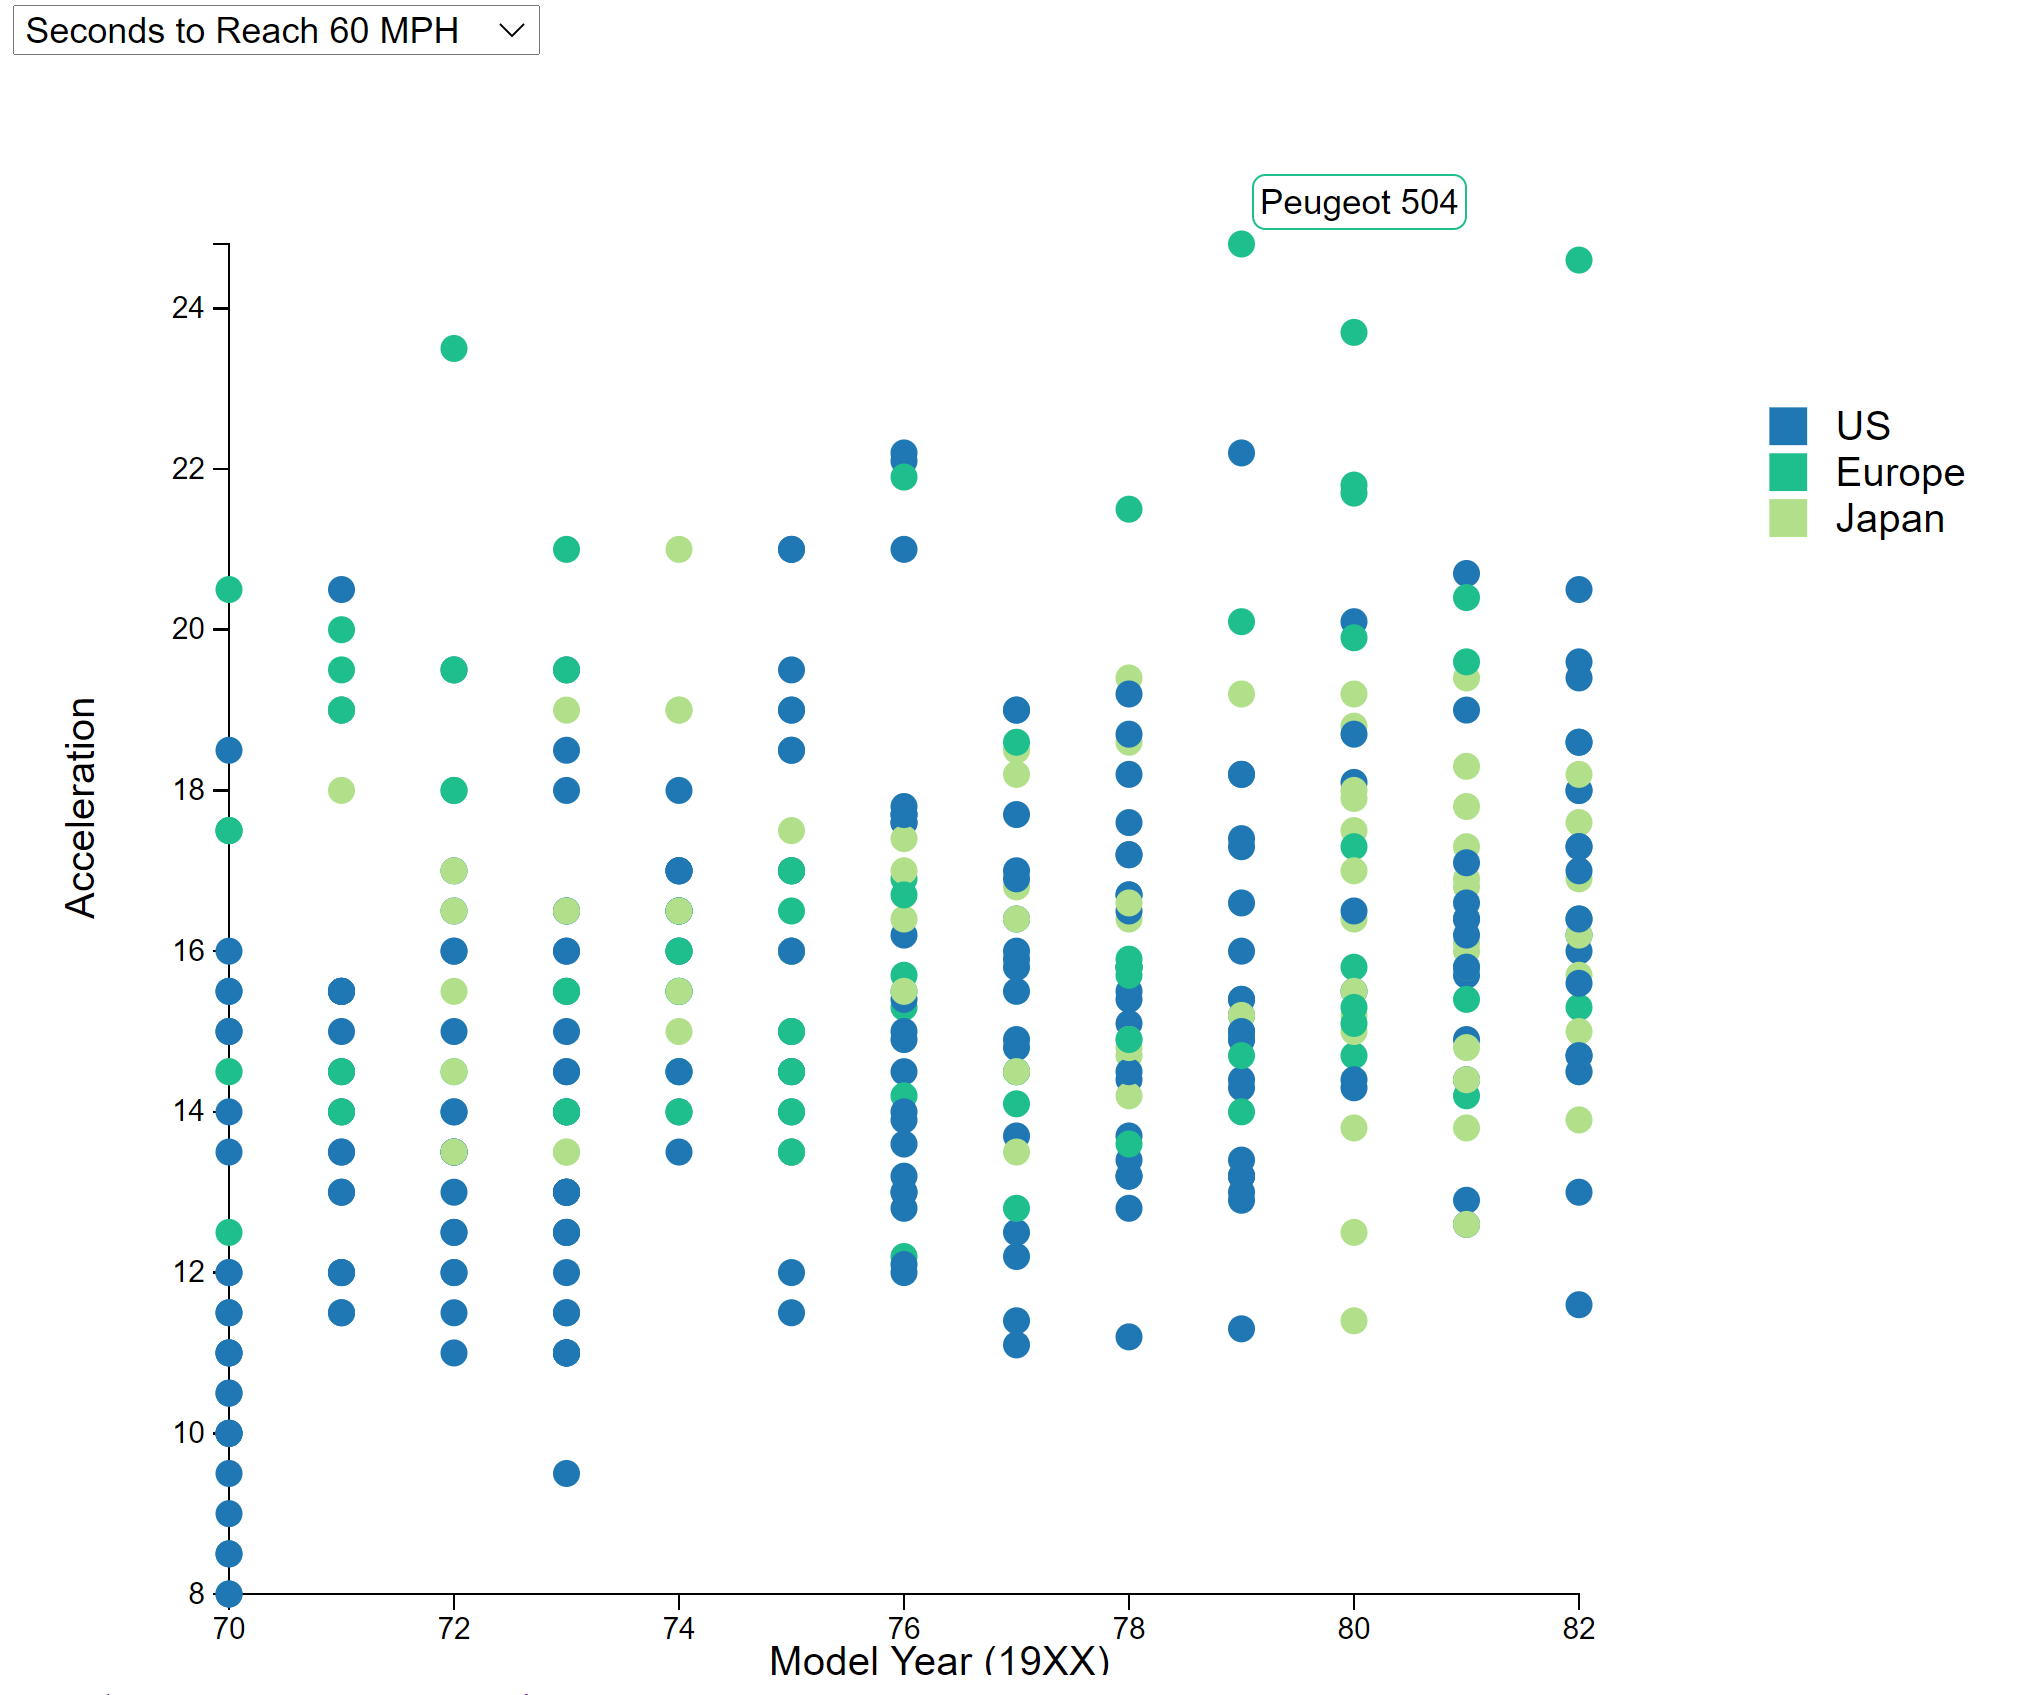 Seconds to Reach 60 MPH
Peugeot 504
24
22
20
18
16
14
12
10
8
Acceleration
US
Europe
Japan
70 72 74 76 78 80 82
Model Year (19XX)